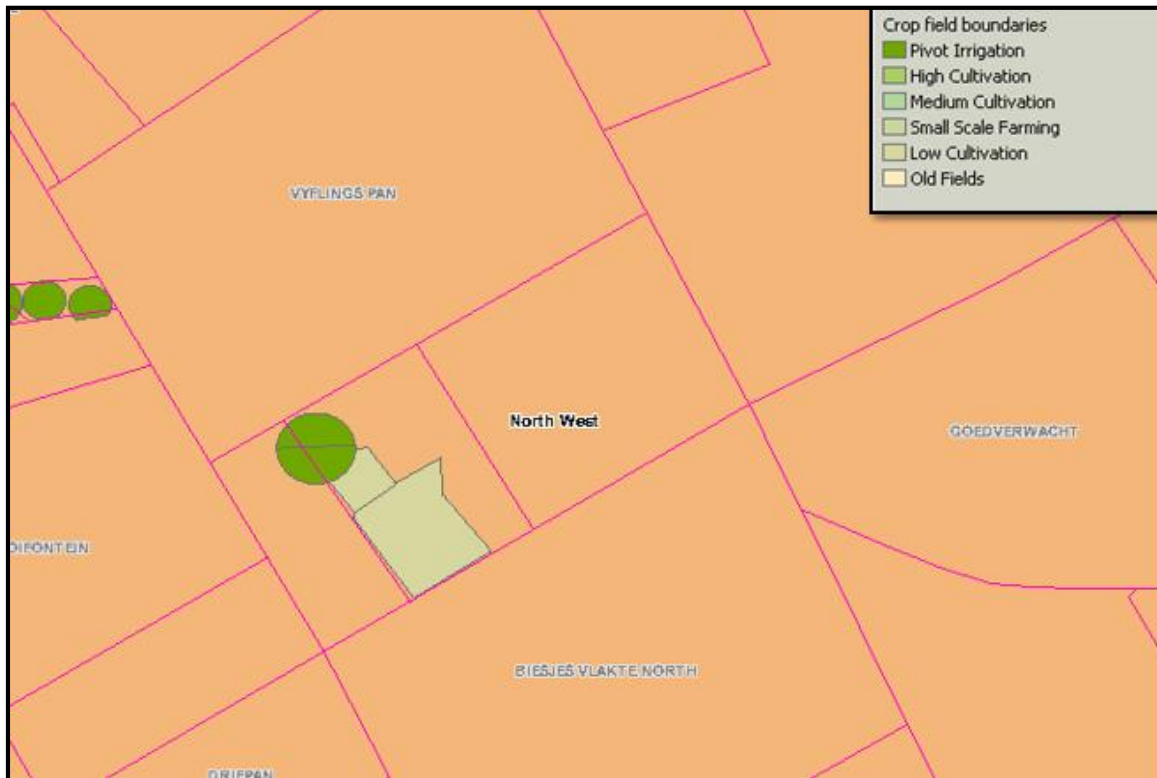 Crop field boundaries
Pivot Irrigation
High Cultivation
Medium Cultivation
Small Scale Farming
Low Cultivation
Old Fields
VYFLINGS PAN
North West
GOEDVERWACHT
BIESJES VLAKTE NORTH
DRIEPAN